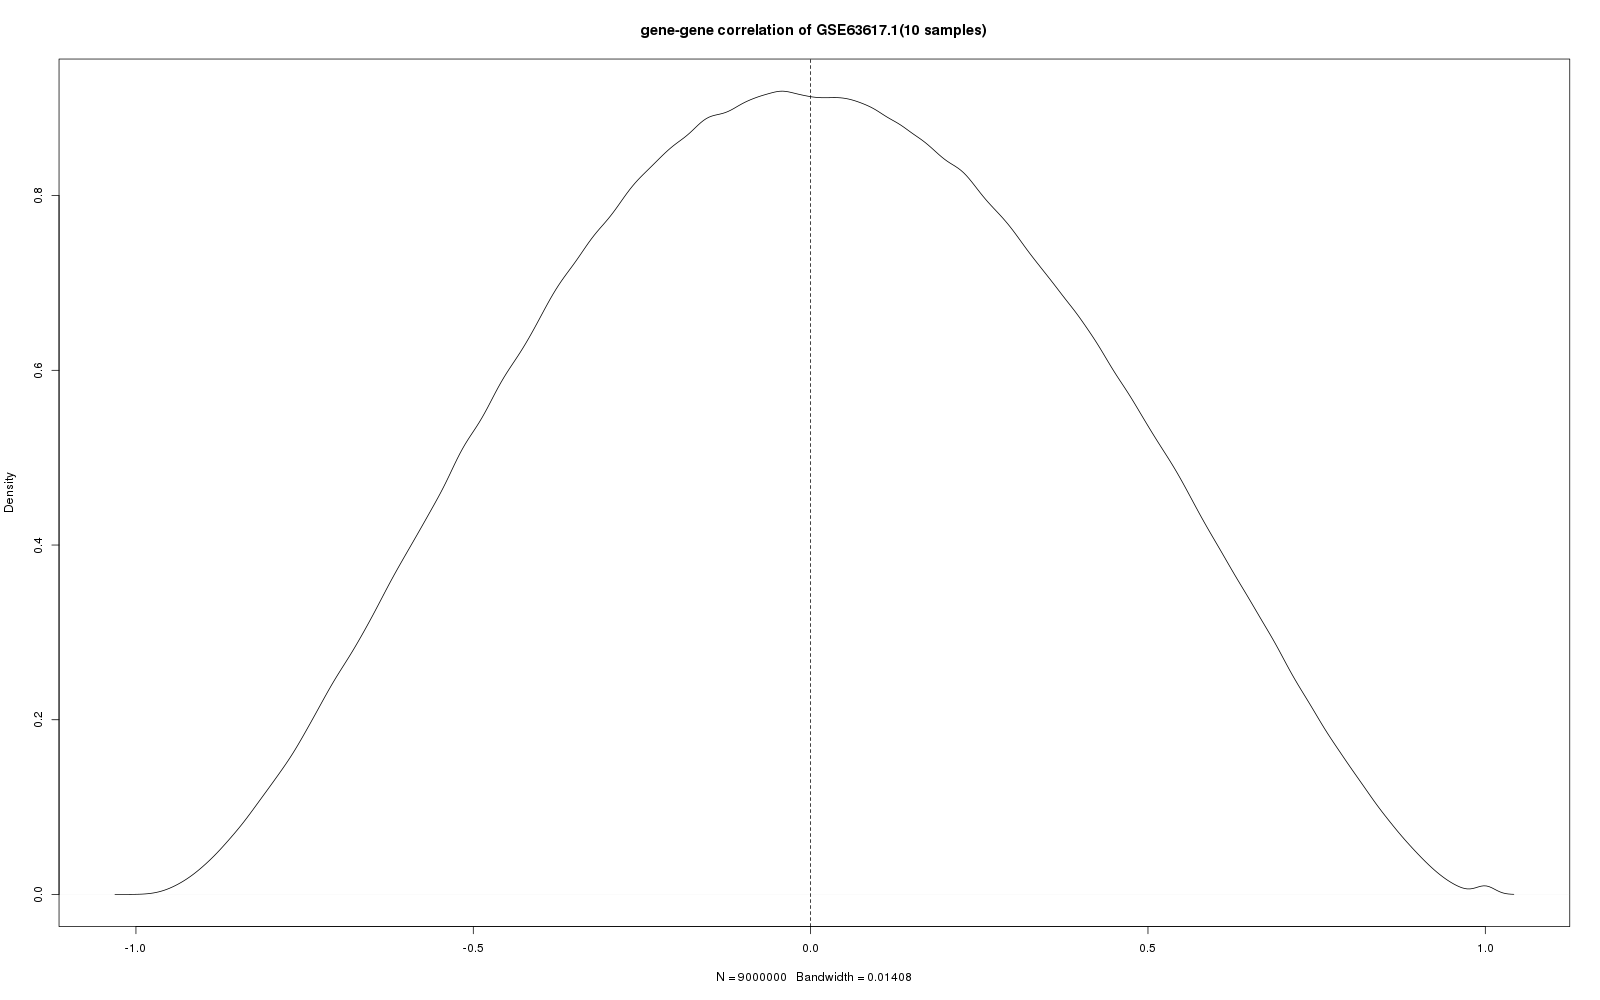 gene-gene correlation of GSE63617.1(10 samples)
Density
0.8
0.6
0.4
0.2
0.0
-1.0 -0.5 0.0 0.5 1.0
N = 9000000 Bandwidth = 0.01408